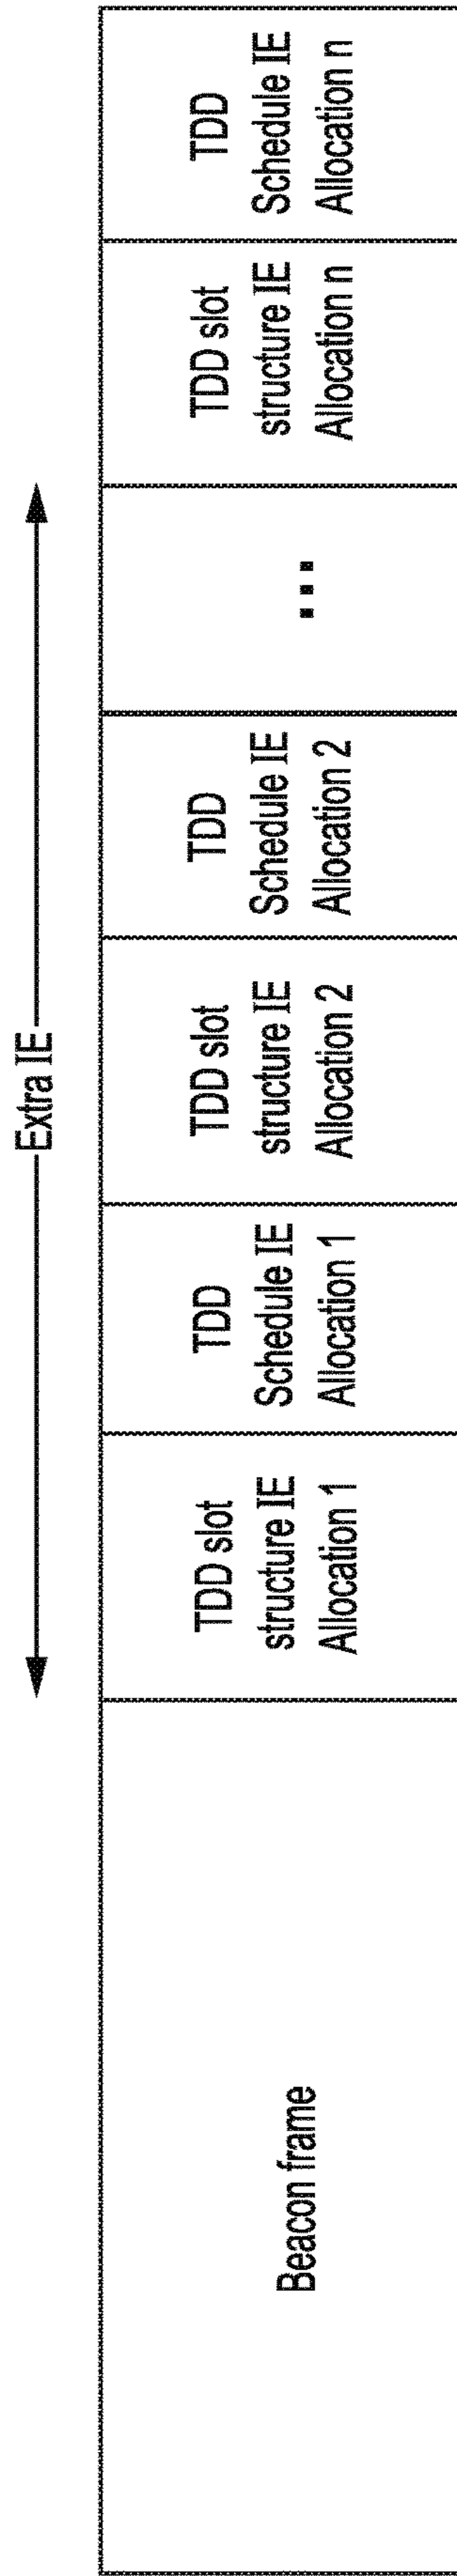 Extra IE
Beacon frame
TDD slot
structure IE
Allocation 1
TDD
Schedule IE
Allocation 1
TDD slot
structure IE
Allocation 2
TDD
Schedule IE
Allocation 2
...
TDD slot
structure IE
Allocation n
TDD
Schedule IE
Allocation n